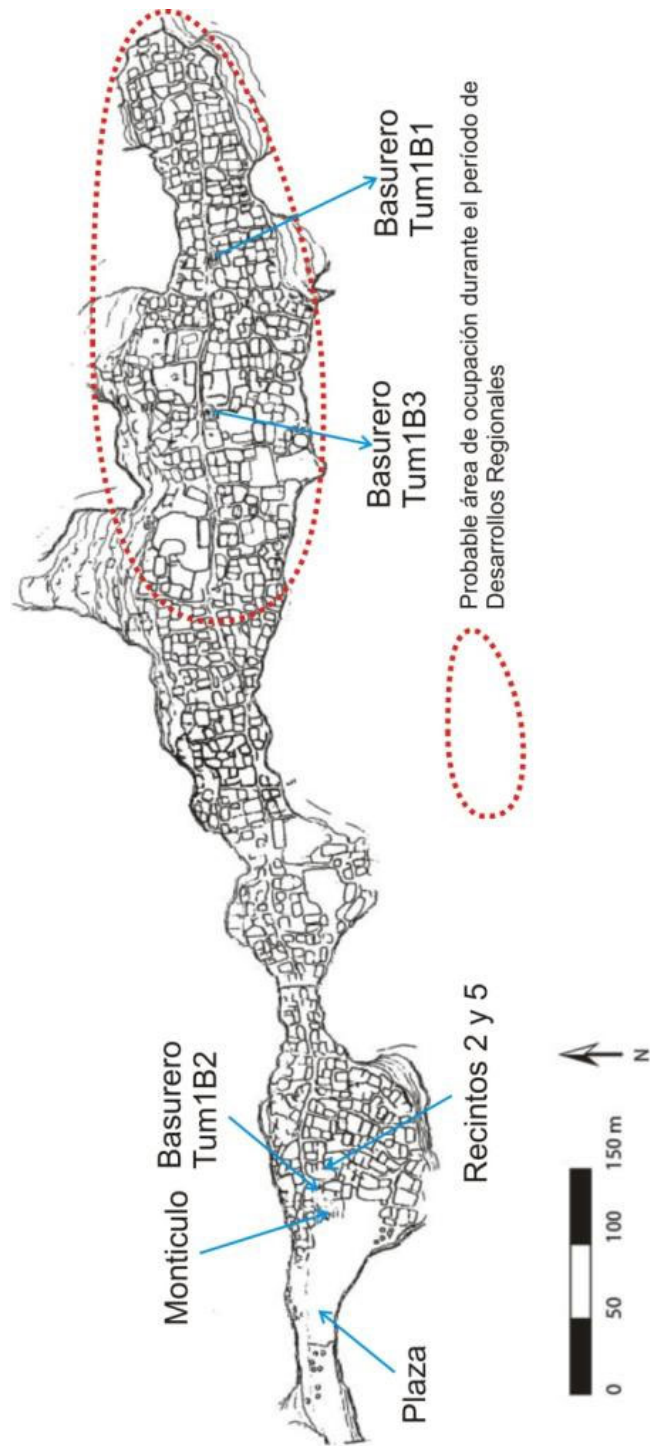 Monticulo
Basurero
Tum1B2
Plaza
Recintos 2 y 5
Basurero
Tum1B3
Basurero
Tum1B1
Probable área de ocupación durante el período de
Desarrollos Regionales
0 50 100 150 m
N